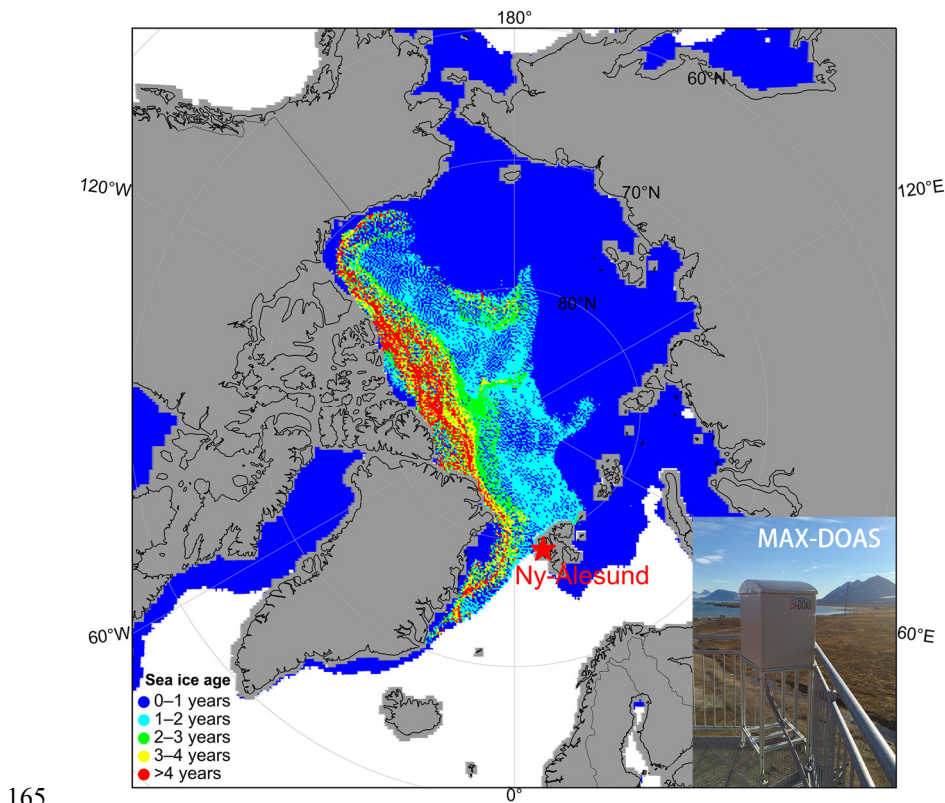 180°
60°N
120°W
120°E
70°N
80°N
MAX-DOAS
Ny-Alesund
60°W
60°E
Sea ice age
0–1 years
1–2 years
2–3 years
3–4 years
>4 years
165
0°